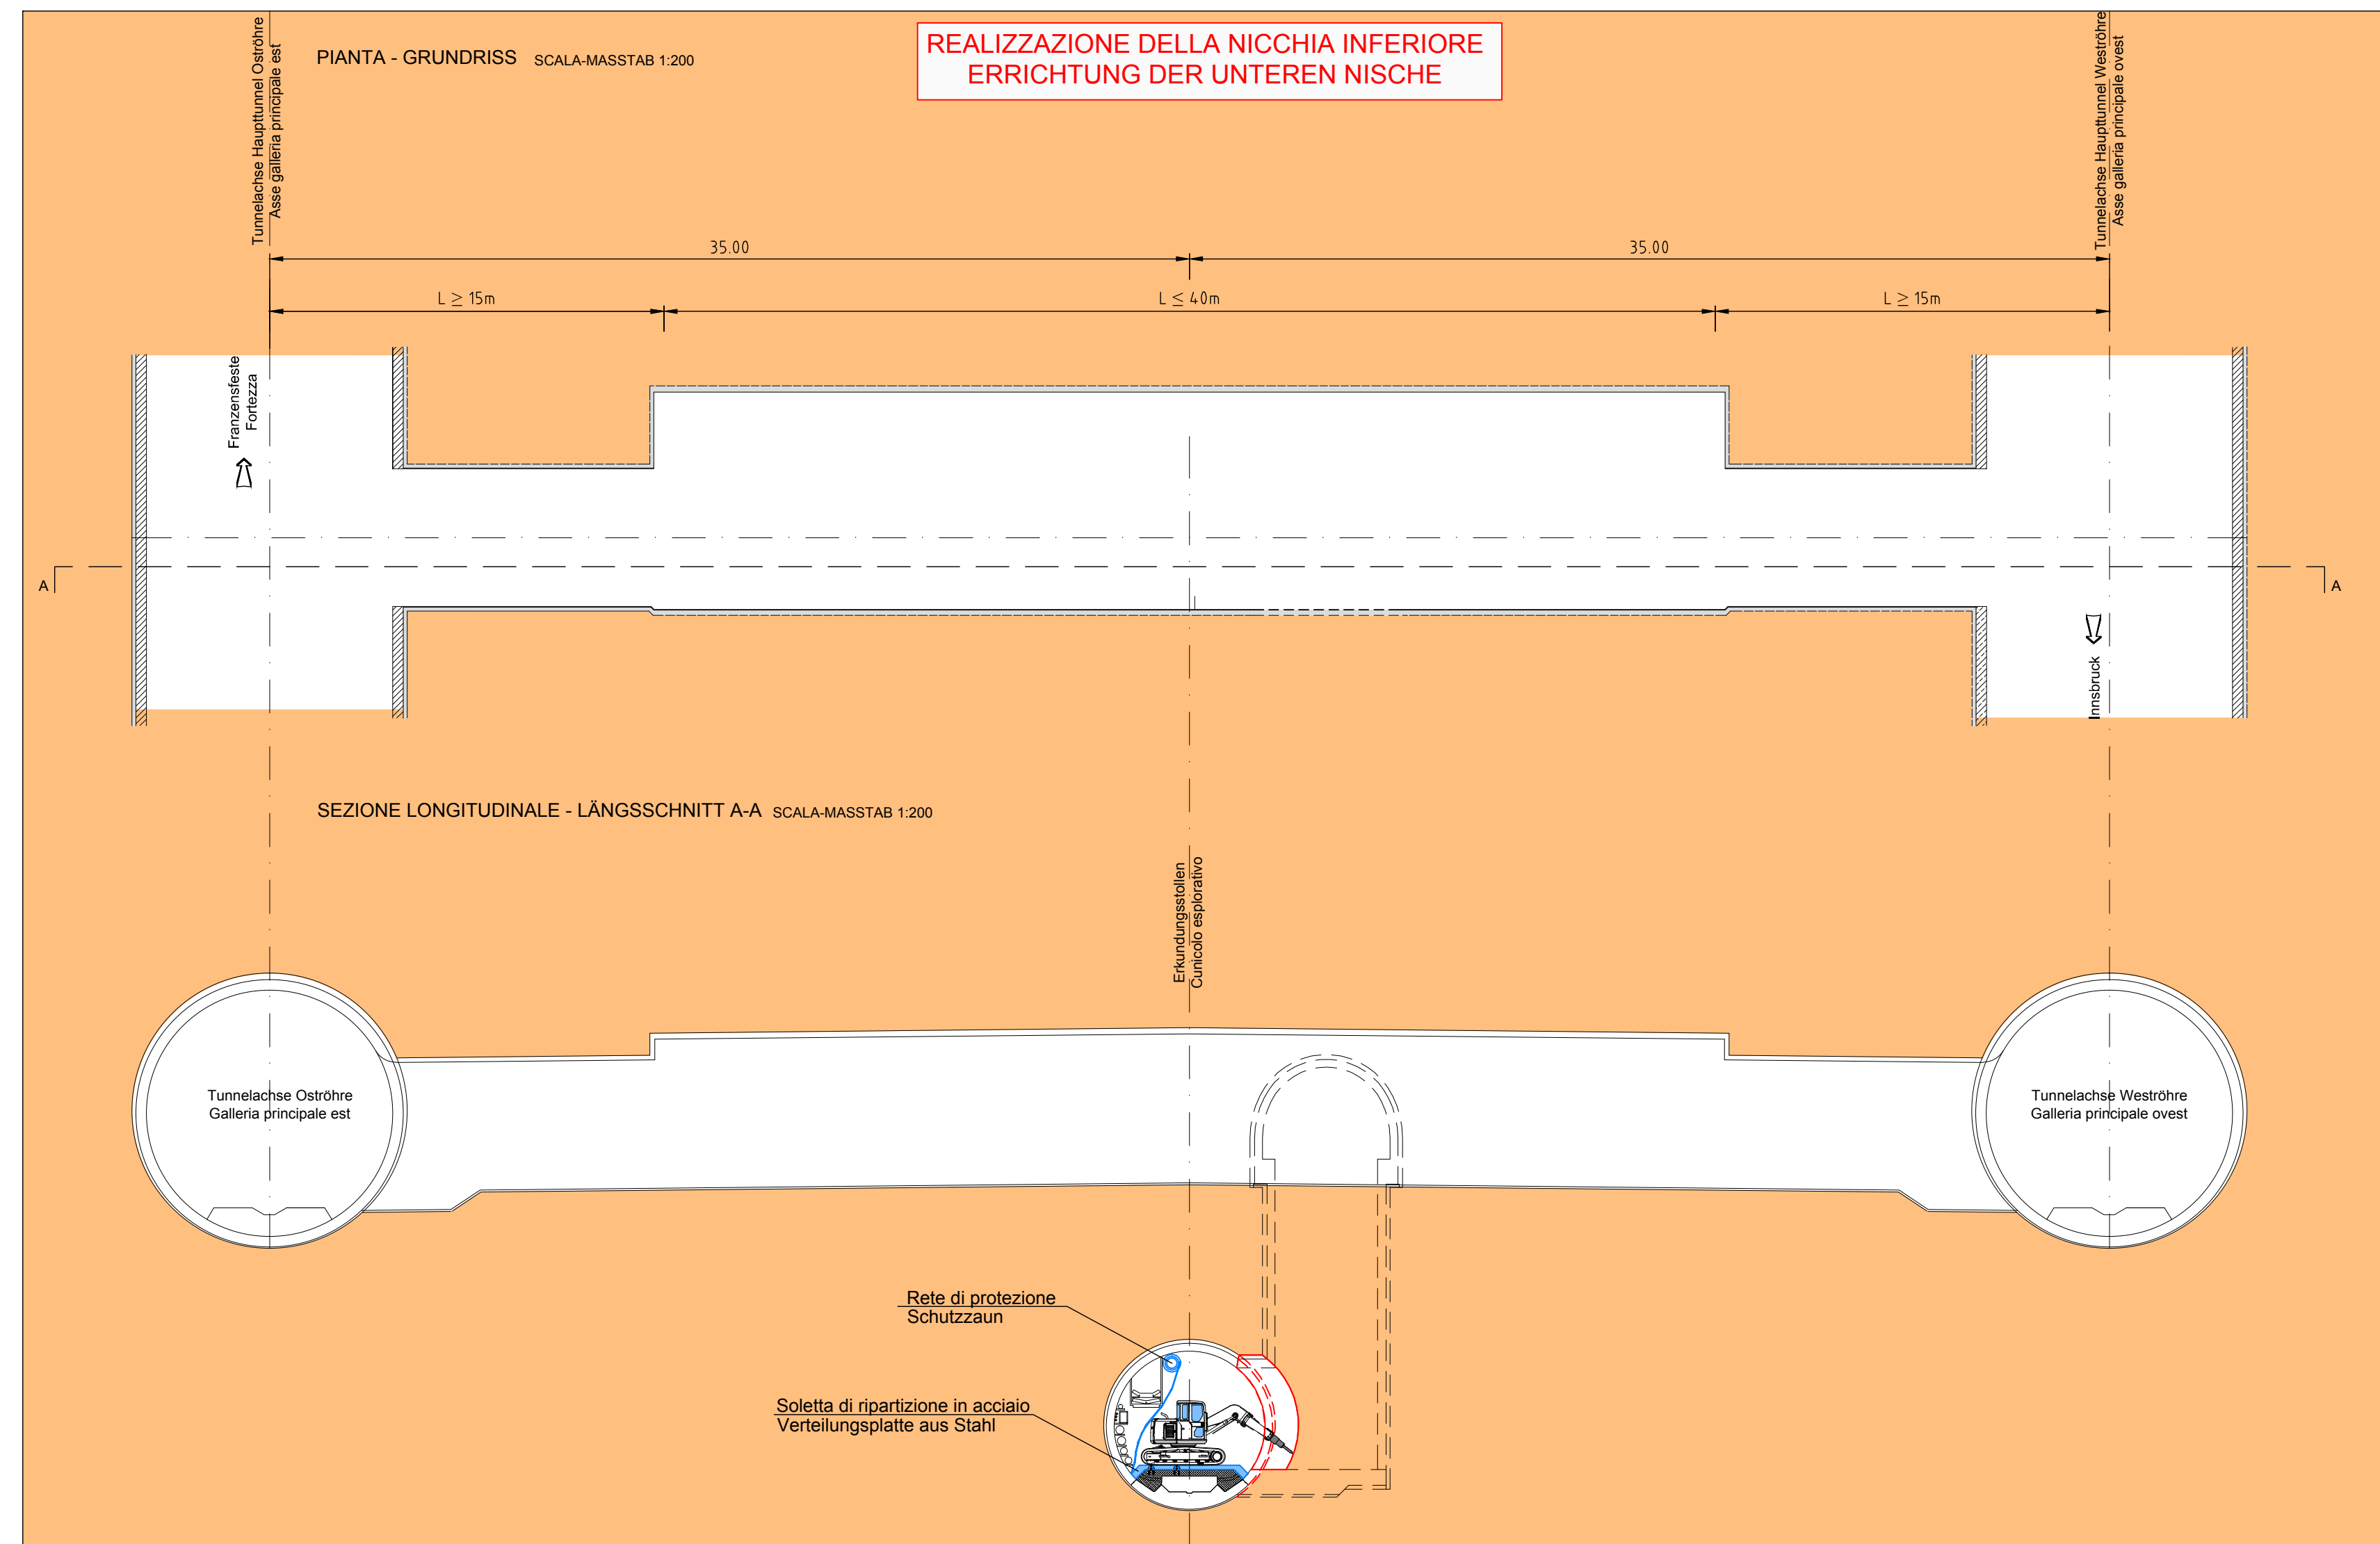 REALIZZAZIONE DELLA NICCHIA INFERIORE
ERRICHTUNG DER UNTEREN NISCHE
PIANTA - GRUNDRISS SCALA-MASSTAB 1:200
Tunnelachse Haupttunnel Oströhre
Asse galleria principale est
Tunnelachse Haupttunnel Weströhre
Asse galleria principale ovest
35.00
35.00
L ≥ 15m
L ≤ 40m
L ≥ 15m
Franzensfeste
Fortezza
A
A
Innsbruck
SEZIONE LONGITUDINALE - LÄNGSSCHNITT A-A SCALA-MASSTAB 1:200
Erkundungsstollen
Cunicolo esplorativo
Tunnelachse Oströhre
Galleria principale est
Tunnelachse Weströhre
Galleria principale ovest
Rete di protezione
Schutzzaun
Soletta di ripartizione in acciaio
Verteilungsplatte aus Stahl